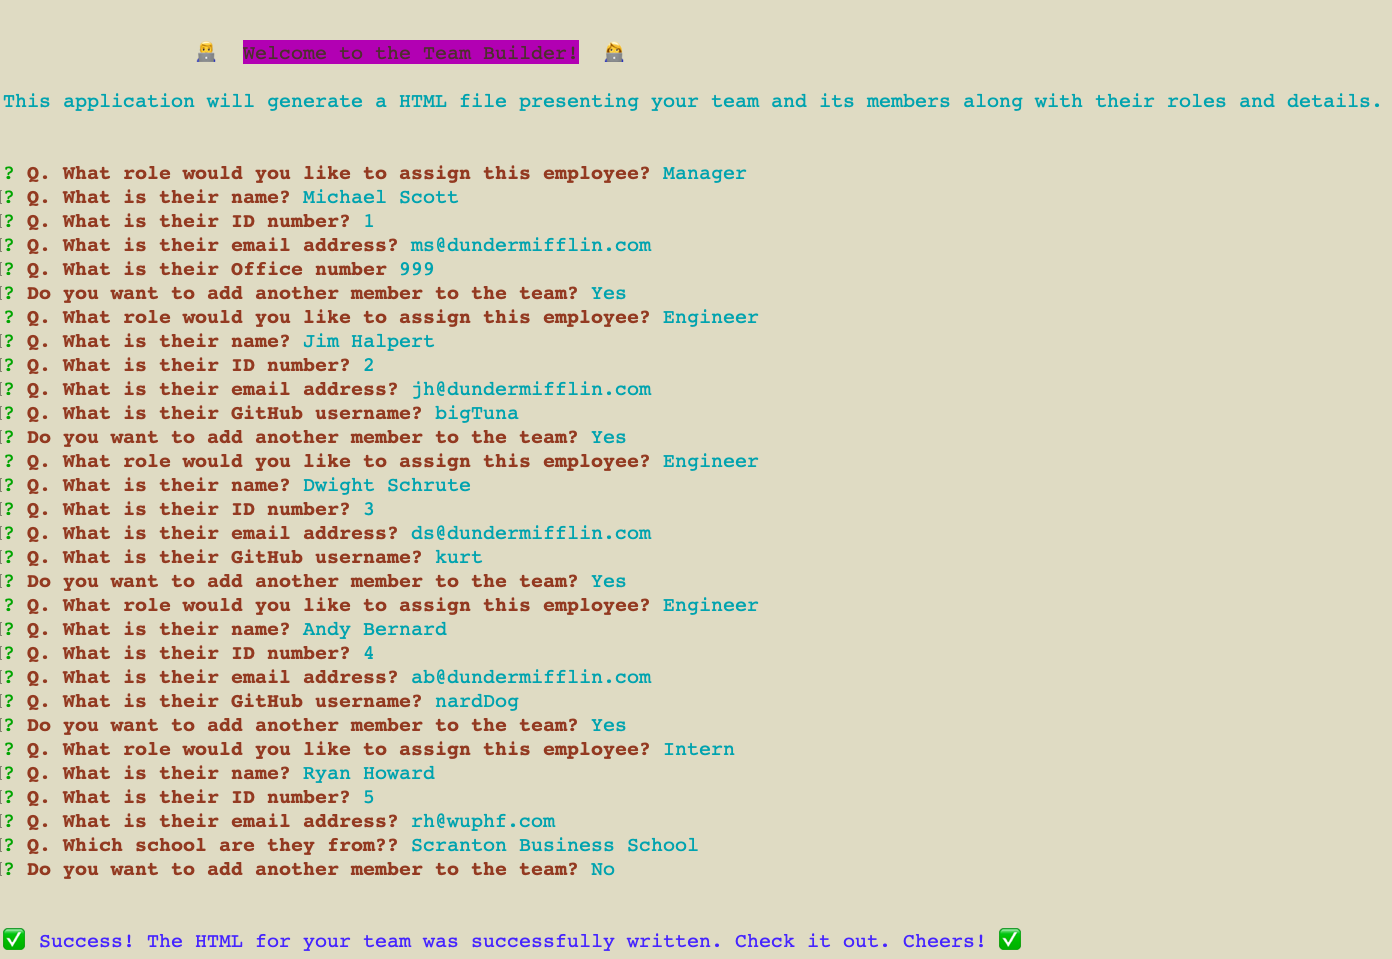 👨‍💻 Welcome to the Team Builder! 👩‍💻
This application will generate a HTML file presenting your team and its members along with their roles and details.
? Q. What role would you like to assign this employee? Manager
? Q. What is their name? Michael Scott
? Q. What is their ID number? 1
? Q. What is their email address? ms@dundermifflin.com
? Q. What is their Office number 999
? Do you want to add another member to the team? Yes
? Q. What role would you like to assign this employee? Engineer
? Q. What is their name? Jim Halpert
? Q. What is their ID number? 2
? Q. What is their email address? jh@dundermifflin.com
? Q. What is their GitHub username? bigTuna
? Do you want to add another member to the team? Yes
? Q. What role would you like to assign this employee? Engineer
? Q. What is their name? Dwight Schrute
? Q. What is their ID number? 3
? Q. What is their email address? ds@dundermifflin.com
? Q. What is their GitHub username? kurt
? Do you want to add another member to the team? Yes
? Q. What role would you like to assign this employee? Engineer
? Q. What is their name? Andy Bernard
? Q. What is their ID number? 4
? Q. What is their email address? ab@dundermifflin.com
? Q. What is their GitHub username? nardDog
? Do you want to add another member to the team? Yes
? Q. What role would you like to assign this employee? Intern
? Q. What is their name? Ryan Howard
? Q. What is their ID number? 5
? Q. What is their email address? rh@wuphf.com
? Q. Which school are they from?? Scranton Business School
? Do you want to add another member to the team? No
✅ Success! The HTML for your team was successfully written. Check it out. Cheers! ✅